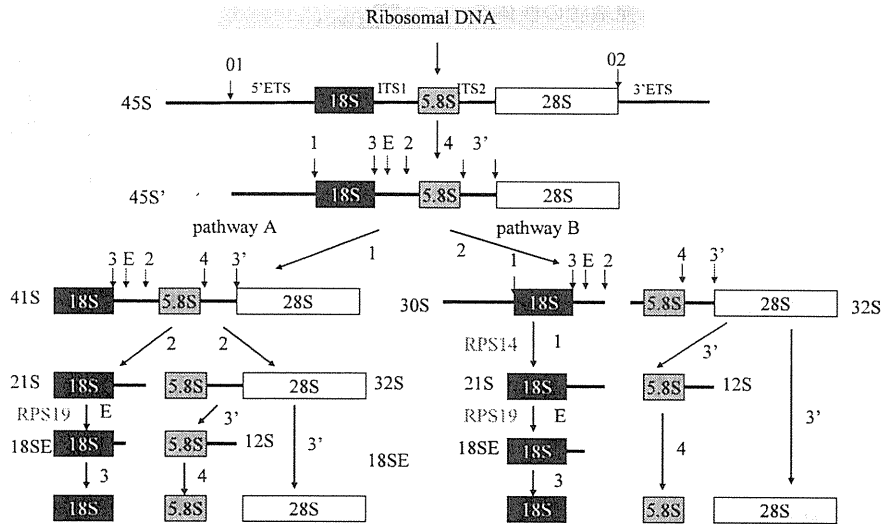 Ribosomal DNA
01 02
5'ETS ITS1 ITS2 3'ETS
45S 18S 5.8S 28S
1 3 E 2 4 3'
45S' 18S 5.8S 28S
pathway A pathway B
1 2
3 E 2 4 3' 1 3 E 2 4 3'
41S 18S 5.8S 28S 30S 18S 5.8S 28S 32S
2 2 RPS14 1 3'
21S 18S 5.8S 28S 32S 21S 18S 5.8S 12S
RPS19 E 3' RPS19 E 3'
18SE 18S 5.8S 12S 3' 18SE 18SE 18S 4
3 4 3
18S 5.8S 28S 18S 5.8S 28S